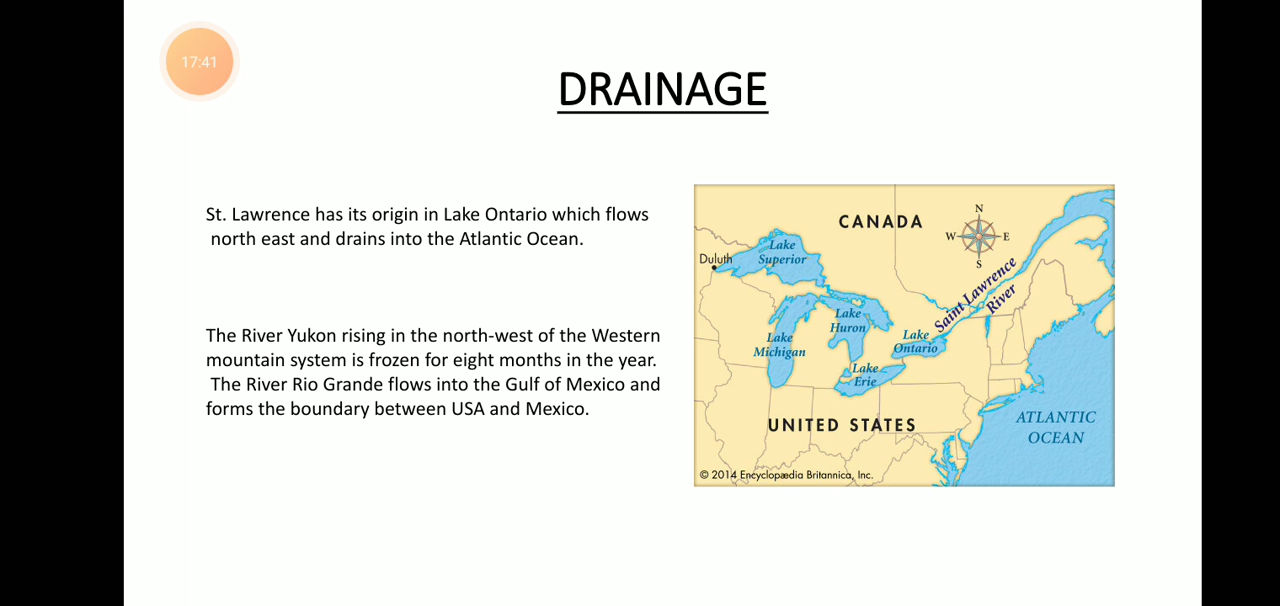 17:41
DRAINAGE
St. Lawrence has its origin in Lake Ontario which flows
north east and drains into the Atlantic Ocean.
The River Yukon rising in the north-west of the Western
mountain system is frozen for eight months in the year.
The River Rio Grande flows into the Gulf of Mexico and
forms the boundary between USA and Mexico.
CANADA
N
W E
S
Duluth
Lake
Superior
Saint Lawrence
River
Lake
Huron
Lake
Michigan
Lake
Ontario
Lake
Erie
UNITED STATES
ATLANTIC
OCEAN
© 2014 Encyclopædia Britannica, Inc.